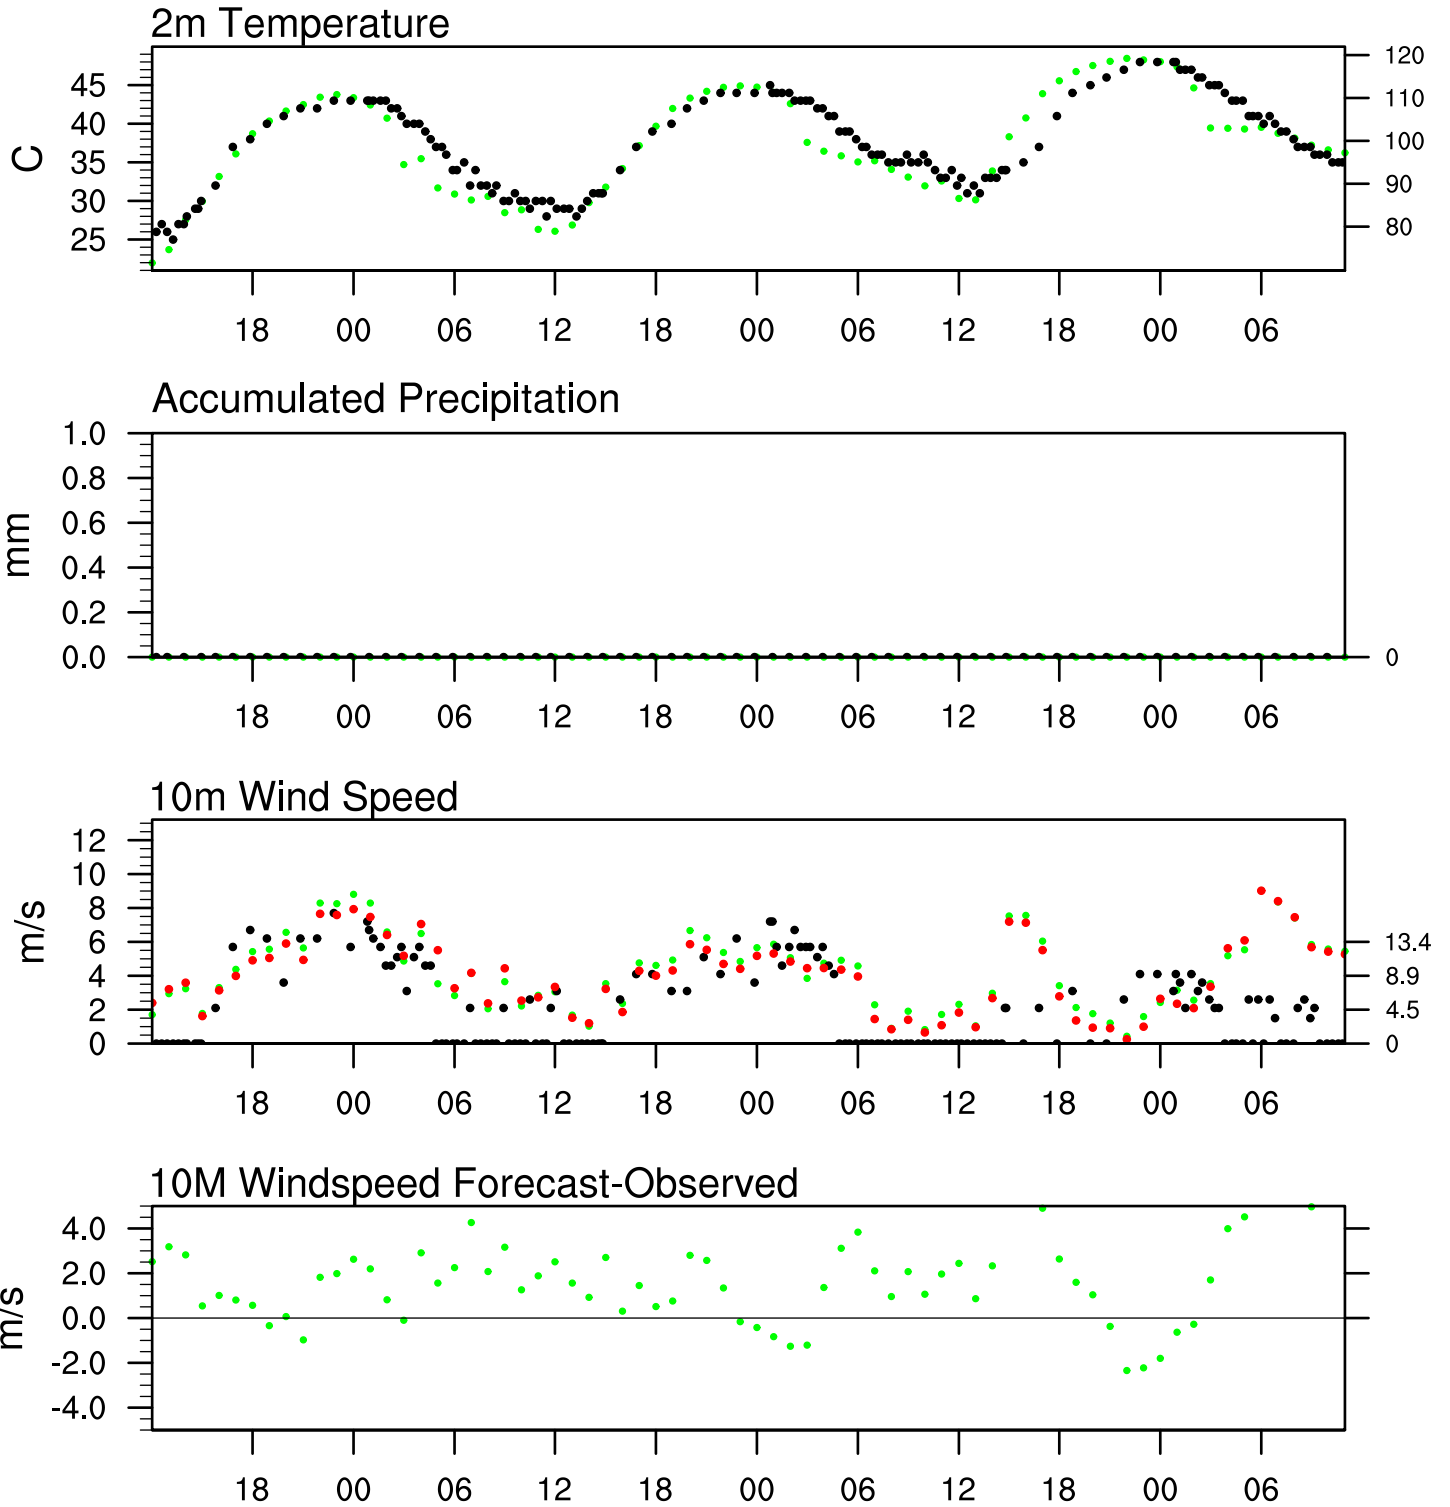 2m Temperature
C
45
40
35
30
25
120
110
100
90
80
18 00 06 12 18 00 06 12 18 00 06
Accumulated Precipitation
mm
1.0
0.8
0.6
0.4
0.2
0.0
0
18 00 06 12 18 00 06 12 18 00 06
10m Wind Speed
m/s
12
10
8
6
4
2
0
13.4
8.9
4.5
0
18 00 06 12 18 00 06 12 18 00 06
10M Windspeed Forecast-Observed
m/s
4.0
2.0
0.0
-2.0
-4.0
18 00 06 12 18 00 06 12 18 00 06